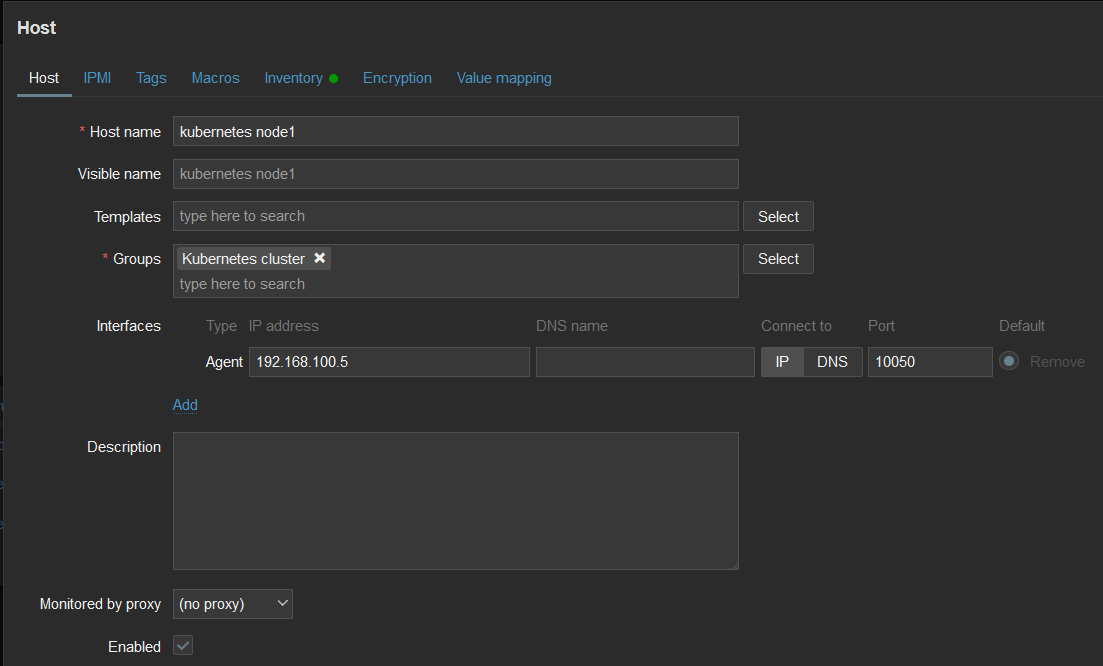 Host
Host IPMI Tags Macros Inventory Encryption Value mapping
* Host name kubernetes node1
Visible name kubernetes node1
Templates type here to search Select
* Groups Kubernetes cluster Select
type here to search
Interfaces Type IP address DNS name Connect to Port Default
Agent 192.168.100.5 IP DNS 10050 Remove
Add
Description
Monitored by proxy (no proxy)
Enabled